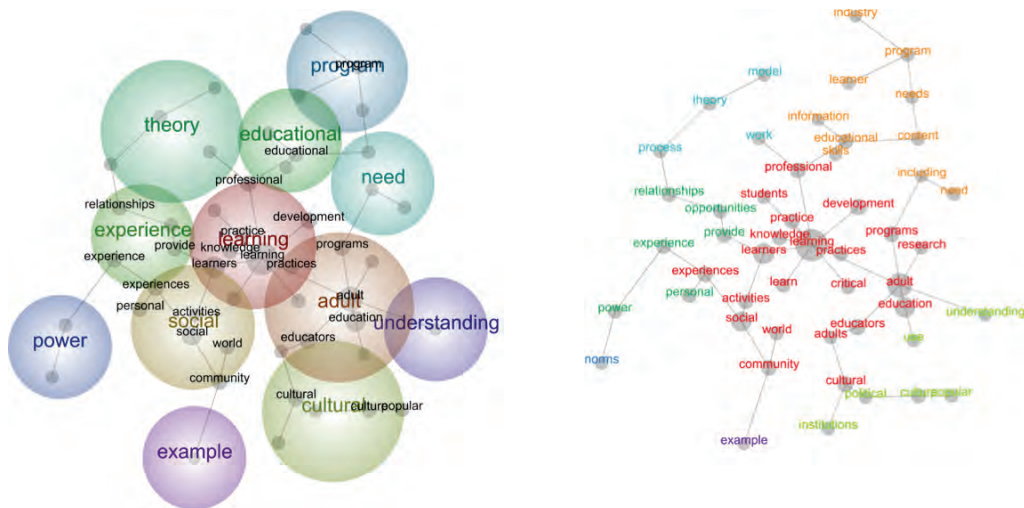 program
program
theory
educational
educational
need
professional
relationships
development
experience
practice
learning
provide
knowledge
programs
learning
experience
learners
practices
experiences
adult
adult
personal
activities
social
social
education
understanding
power
world
educators
community
cultural
cultural
culture
popular
example
industry
program
model
learner
theory
needs
information
work
educational
content
skills
process
professional
including
relationships
students
need
opportunities
development
practice
experience
provide
knowledge
learning
programs
learners
practices
research
experiences
learn
critical
adult
personal
activities
education
power
social
world
educators
understanding
adults
use
norms
community
cultural
political
culture
popular
institutions
example